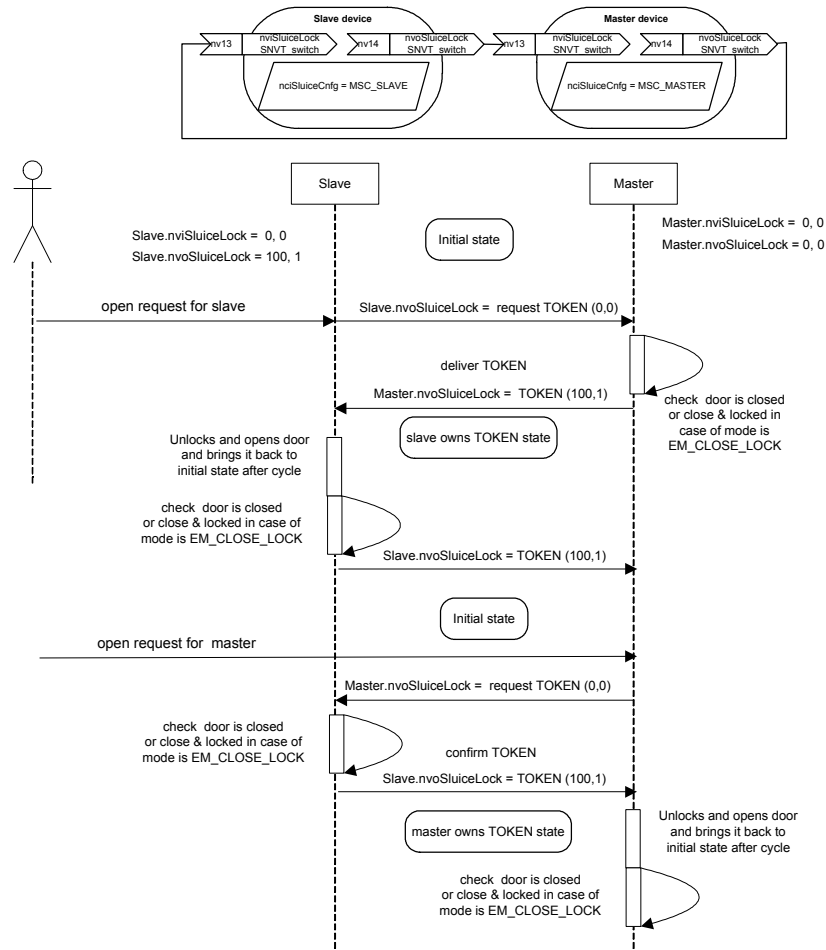 Slave device
Master device
nv13
nviSluiceLock
SNVT_switch
nv14
nvoSluiceLock
SNVT_switch
nv13
nviSluiceLock
SNVT_switch
nv14
nvoSluiceLock
SNVT_switch
nciSluiceCnfg = MSC_SLAVE
nciSluiceCnfg = MSC_MASTER
Slave
Master
Slave.nviSluiceLock = 0, 0
Slave.nvoSluiceLock = 100, 1
Initial state
Master.nviSluiceLock = 0, 0
Master.nvoSluiceLock = 0, 0
open request for slave
Slave.nvoSluiceLock = request TOKEN (0,0)
deliver TOKEN
Master.nvoSluiceLock = TOKEN (100,1)
check door is closed
or close & locked in
case of mode is
EM_CLOSE_LOCK
slave owns TOKEN state
Unlocks and opens door
and brings it back to
initial state after cycle
check door is closed
or close & locked in case of
mode is EM_CLOSE_LOCK
Slave.nvoSluiceLock = TOKEN (100,1)
Initial state
open request for master
Master.nvoSluiceLock = request TOKEN (0,0)
check door is closed
or close & locked in case of
mode is EM_CLOSE_LOCK
confirm TOKEN
Slave.nvoSluiceLock = TOKEN (100,1)
master owns TOKEN state
Unlocks and opens door
and brings it back to
initial state after cycle
check door is closed
or close & locked in case of
mode is EM_CLOSE_LOCK